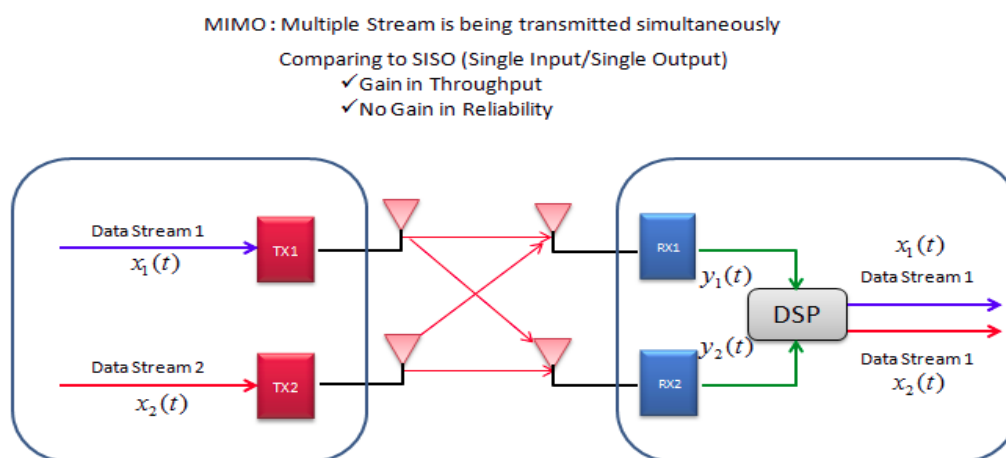 MIMO : Multiple Stream is being transmitted simultaneously
Comparing to SISO (Single Input/Single Output)
✓Gain in Throughput
✓No Gain in Reliability
Data Stream 1
x₁(t)
TX1
Data Stream 2
x₂(t)
TX2
RX1
y₁(t)
RX2
y₂(t)
DSP
x₁(t)
Data Stream 1
Data Stream 1
x₂(t)